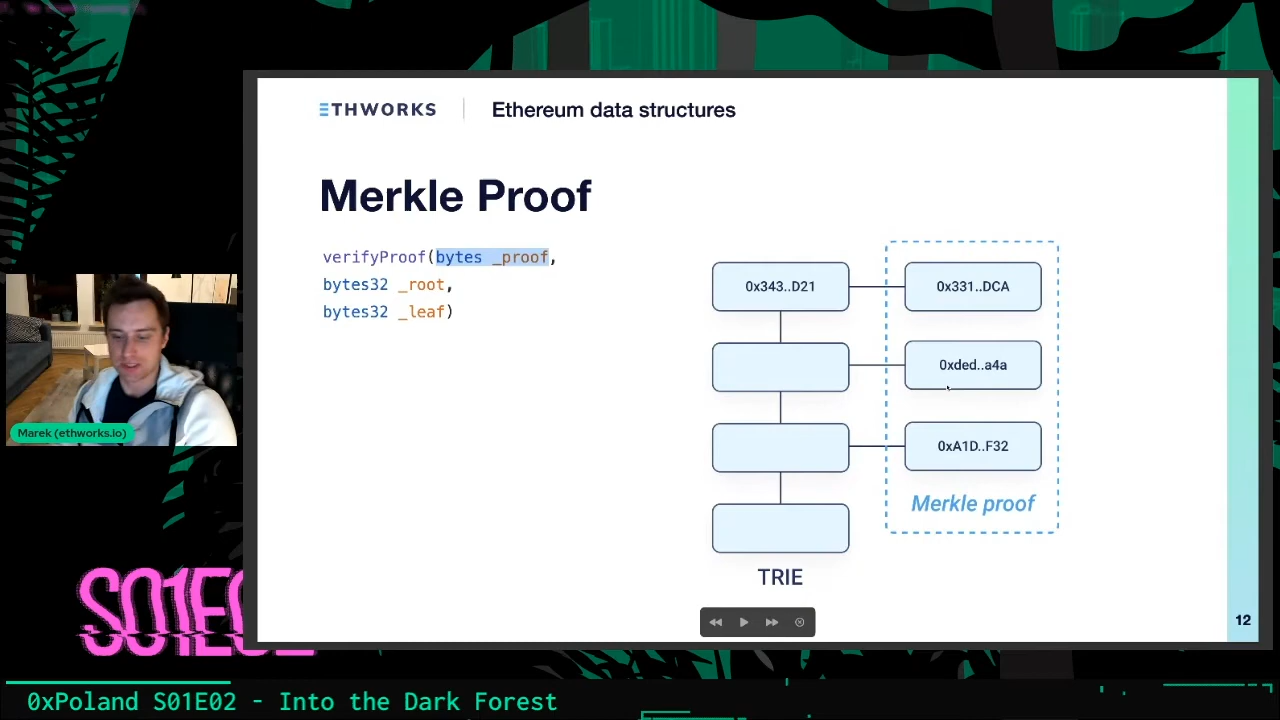 ETHWORKS
Ethereum data structures
Merkle Proof
verifyProof(bytes _proof,
bytes32 _root,
bytes32 _leaf)
0x343..D21
0x331..DCA
0xded..a4a
0xA1D..F32
Merkle proof
TRIE
12
Marek (ethworks.io)
0xPoland S01E02 - Into the Dark Forest